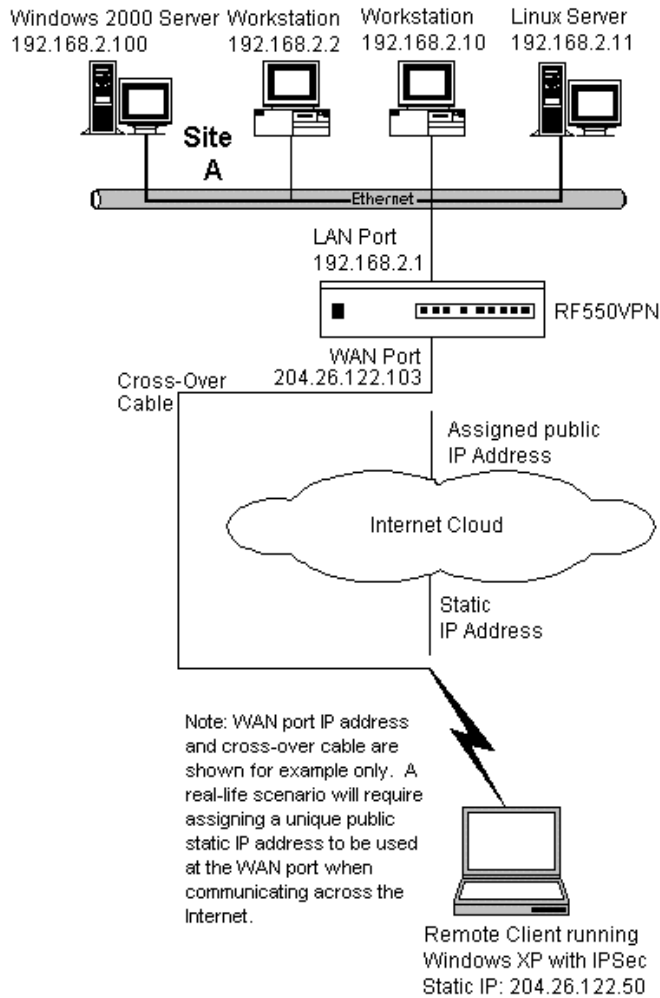 Windows 2000 Server
192.168.2.100
Workstation
192.168.2.2
Workstation
192.168.2.10
Linux Server
192.168.2.11
Site
A
Ethernet
LAN Port
192.168.2.1
RF550VPN
WAN Port
204.26.122.103
Cross-Over
Cable
Assigned public
IP Address
Internet Cloud
Static
IP Address
Note: WAN port IP address
and cross-over cable are
shown for example only. A
real-life scenario will require
assigning a unique public
static IP address to be used
at the WAN port when
communicating across the
Internet.
Remote Client running
Windows XP with IPSec
Static IP: 204.26.122.50